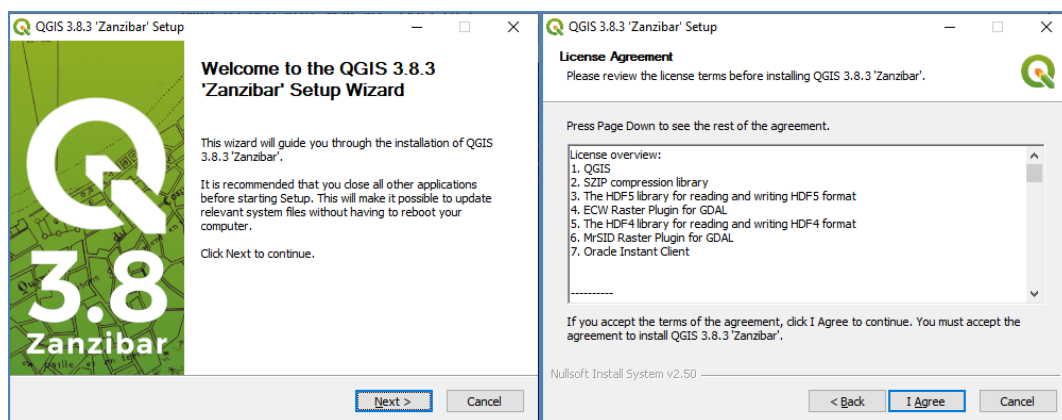 QGIS 3.8.3 'Zanzibar' Setup
Welcome to the QGIS 3.8.3
'Zanzibar' Setup Wizard
This wizard will guide you through the installation of QGIS
3.8.3 'Zanzibar'.
It is recommended that you close all other applications
before starting Setup. This will make it possible to update
relevant system files without having to reboot your
computer.
Click Next to continue.
3.8
Zanzibar
Next >
Cancel
QGIS 3.8.3 'Zanzibar' Setup
License Agreement
Please review the license terms before installing QGIS 3.8.3 'Zanzibar'.
Press Page Down to see the rest of the agreement.
License overview:
1. QGIS
2. SZIP compression library
3. The HDF5 library for reading and writing HDF5 format
4. ECW Raster Plugin for GDAL
5. The HDF4 library for reading and writing HDF4 format
6. MrSID Raster Plugin for GDAL
7. Oracle Instant Client
----------
If you accept the terms of the agreement, click I Agree to continue. You must accept the
agreement to install QGIS 3.8.3 'Zanzibar'.
Nullsoft Install System v2.50
< Back
I Agree
Cancel